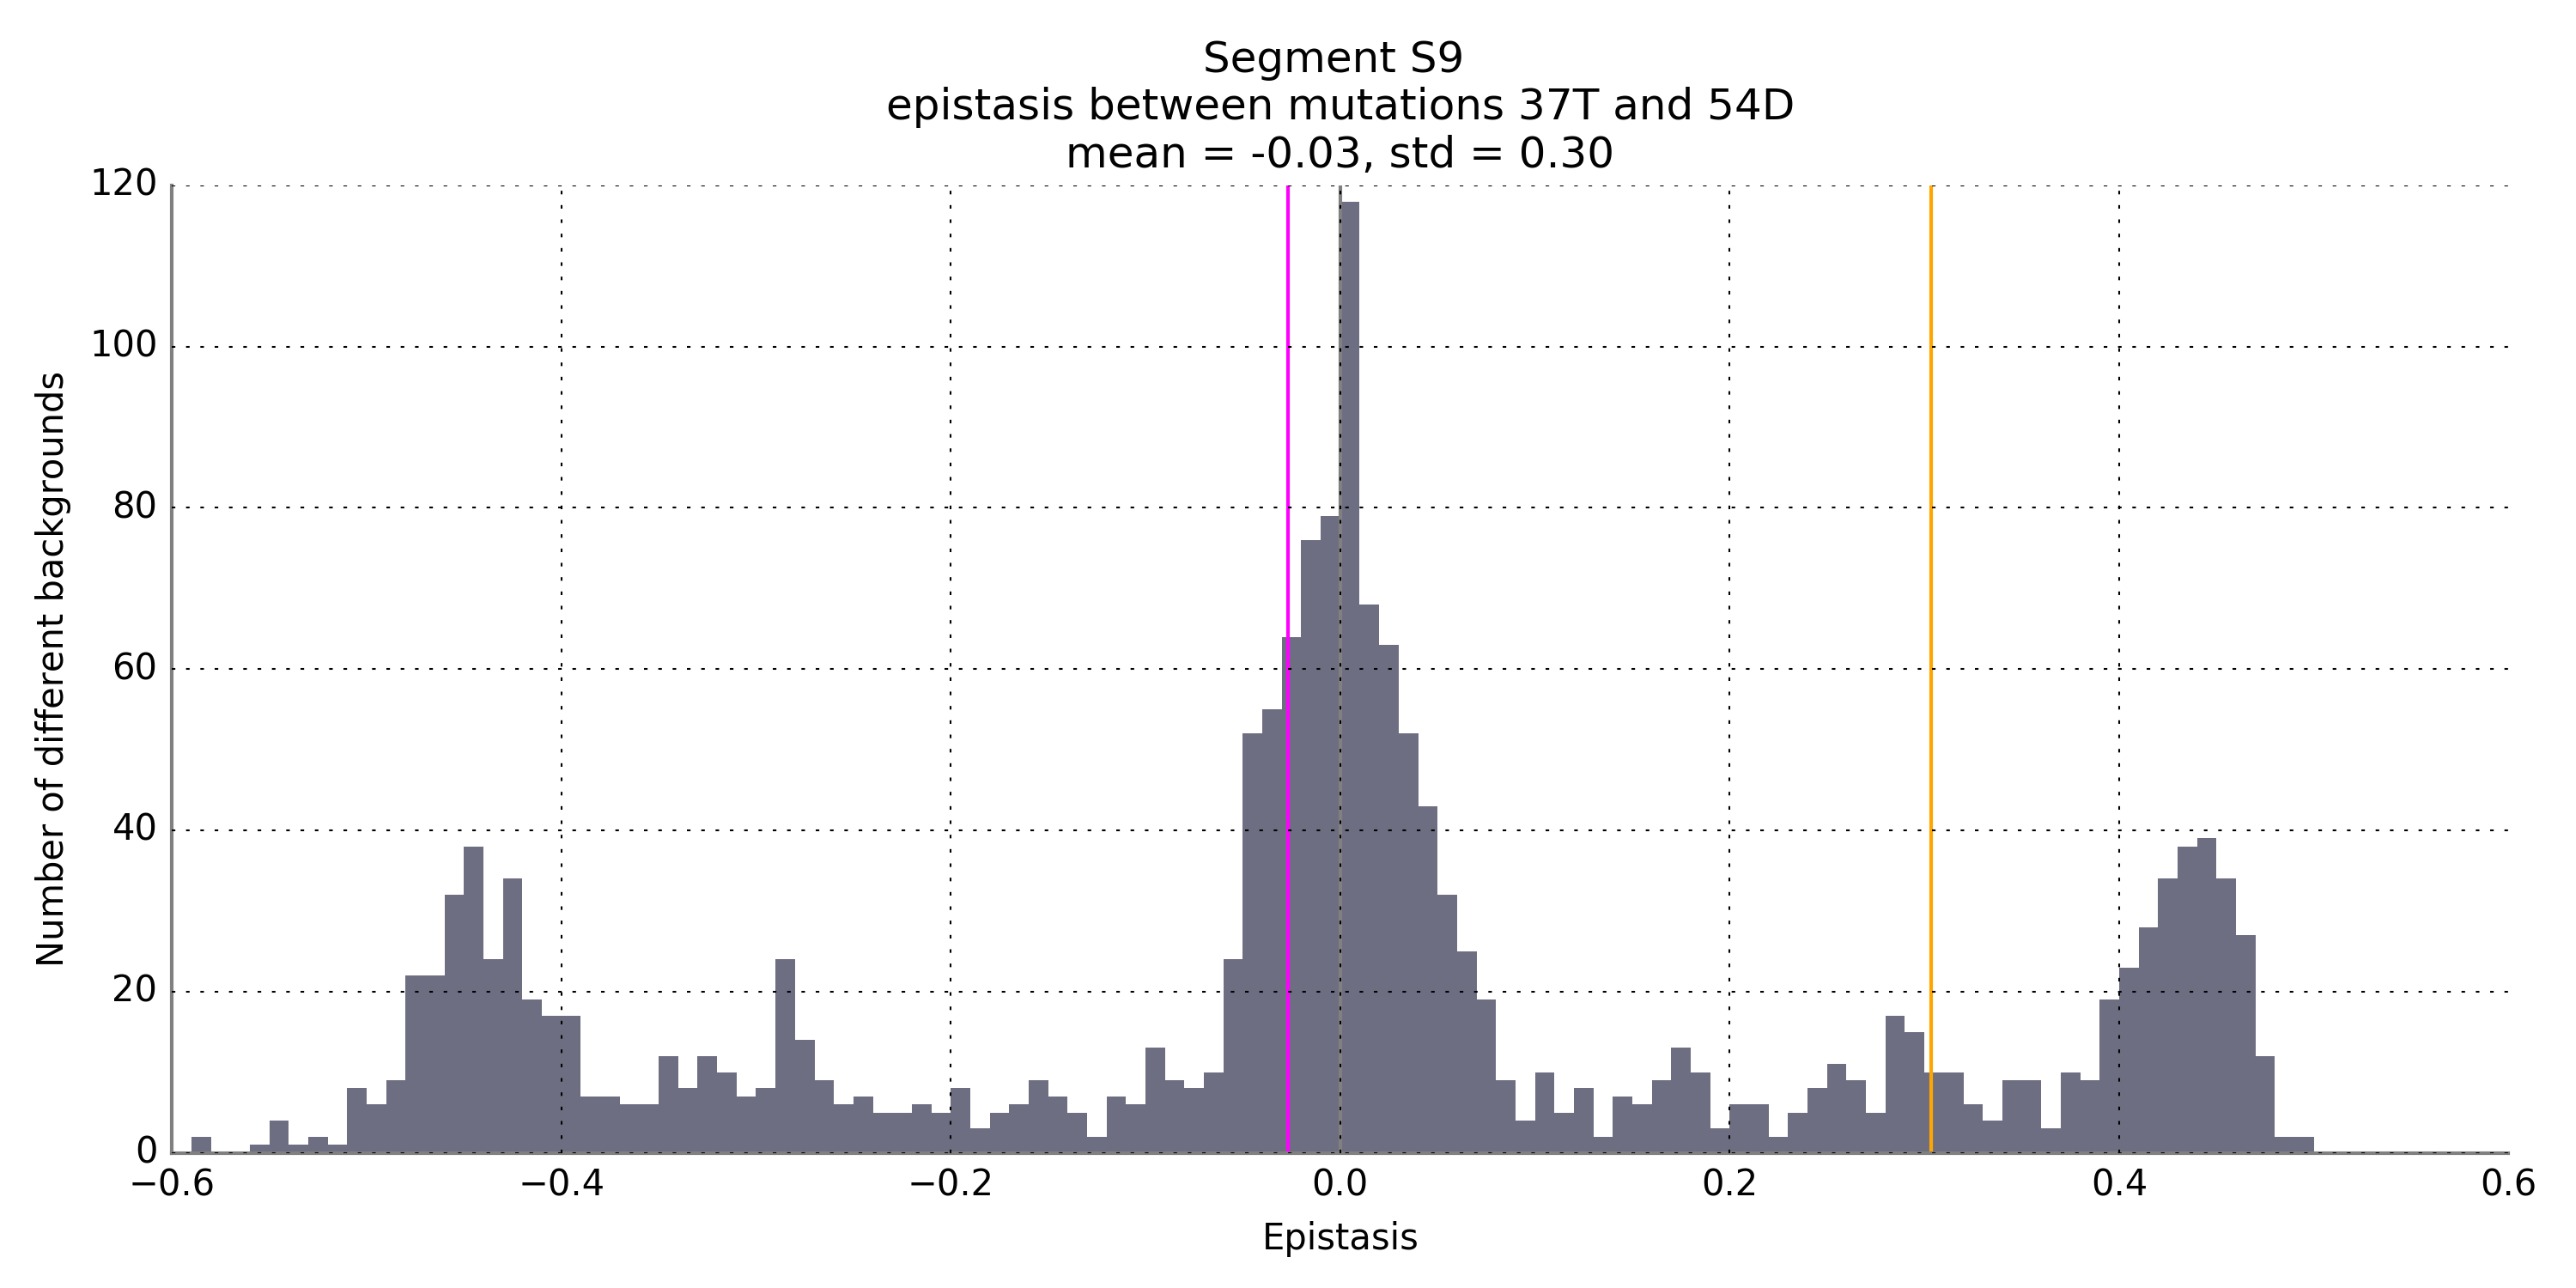 Segment S9
epistasis between mutations 37T and 54D
mean = -0.03, std = 0.30
Number of different backgrounds
120
100
80
60
40
20
0
−0.6 −0.4 −0.2 0.0 0.2 0.4 0.6
Epistasis